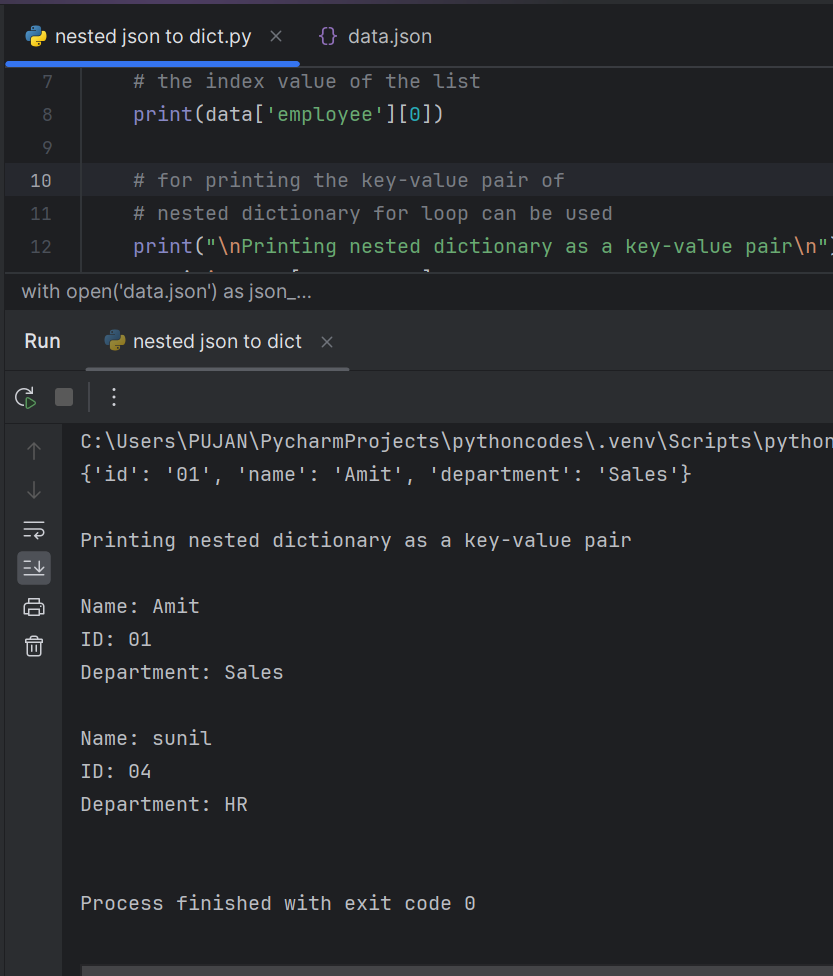 nested json to dict.py
data.json
7 # the index value of the list
8 print(data['employee'][0])
9
10 # for printing the key-value pair of
11 # nested dictionary for loop can be used
12 print("\nPrinting nested dictionary as a key-value pair\n")
with open('data.json') as json_...
Run nested json to dict
C:\Users\PUJAN\PycharmProjects\pythoncodes\.venv\Scripts\python
{'id': '01', 'name': 'Amit', 'department': 'Sales'}
Printing nested dictionary as a key-value pair
Name: Amit
ID: 01
Department: Sales
Name: sunil
ID: 04
Department: HR
Process finished with exit code 0